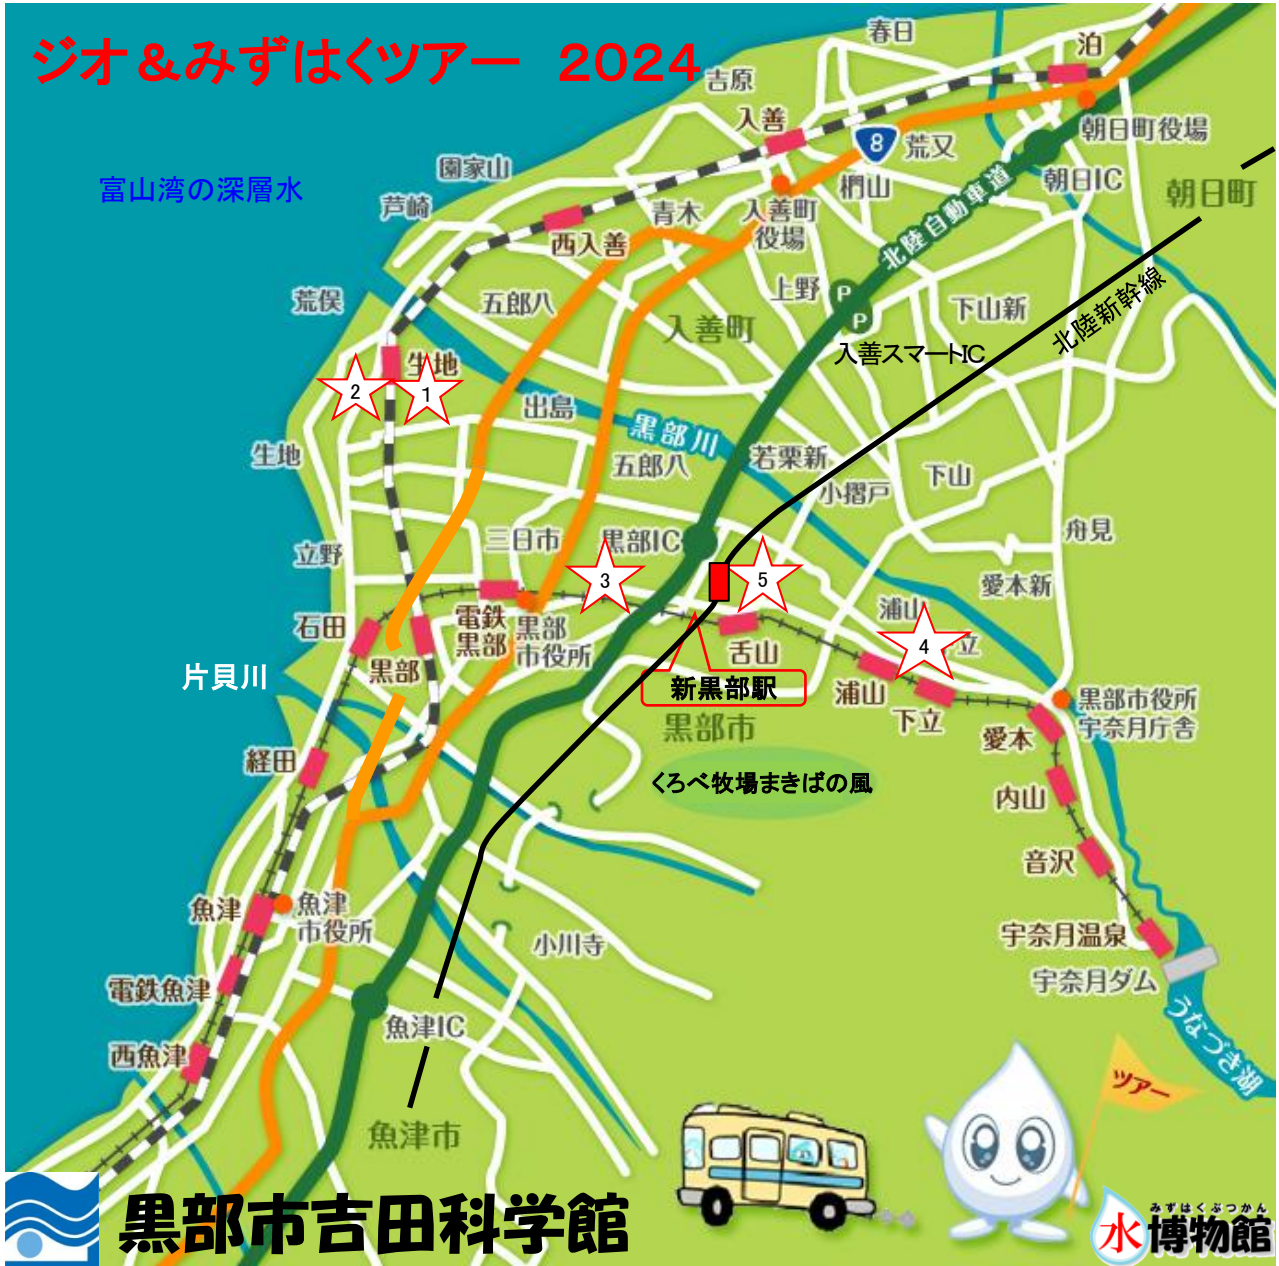 ジオ＆みずはくツアー　２０２４
春日
泊
吉原
入善
8
荒又
朝日町役場
園家山
富山湾の深層水
芦崎
青木
入善町
役場
椚山
朝日IC
朝日町
西入善
北陸自動車道
荒俣
五郎八
上野
P
P
下山新
北陸新幹線
入善町
入善スマートIC
生地
2
1
出島
黒部川
生地
五郎八
若栗新
下山
小摺戸
立野
三日市
黒部IC
舟見
3
5
愛本新
石田
電鉄
黒部
黒部
市役所
浦山
4
立
舌山
片貝川
黒部
新黒部駅
浦山
下立
黒部市役所
宇奈月庁舎
黒部市
愛本
経田
くろべ牧場まきばの風
内山
音沢
魚津
魚津
市役所
小川寺
宇奈月温泉
宇奈月ダム
電鉄魚津
魚津IC
うなづき湖
西魚津
ツアー
魚津市
黒部市吉田科学館
みずはくぶつかん
水博物館